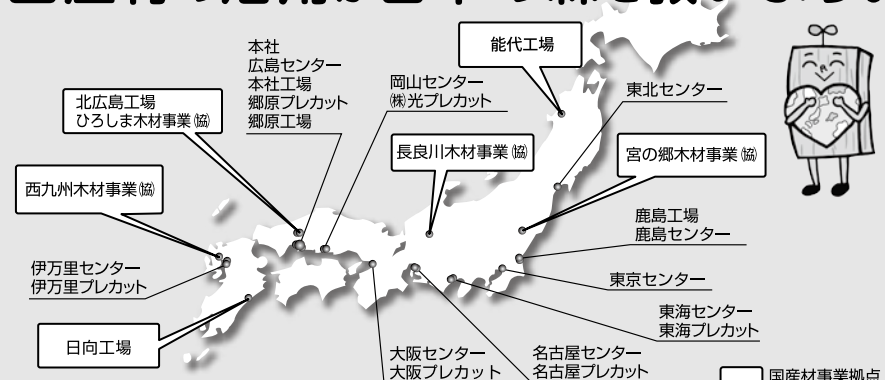 能代工場
本社
広島センター
本社工場
郷原プレカット
郷原工場
岡山センター
㈱光プレカット
東北センター
北広島工場
ひろしま木材事業㈿
長良川木材事業㈿
宮の郷木材事業㈿
西九州木材事業㈿
鹿島工場
鹿島センター
伊万里センター
伊万里プレカット
東京センター
東海センター
東海プレカット
日向工場
大阪センター
大阪プレカット
名古屋センター
名古屋プレカット
国産材事業拠点